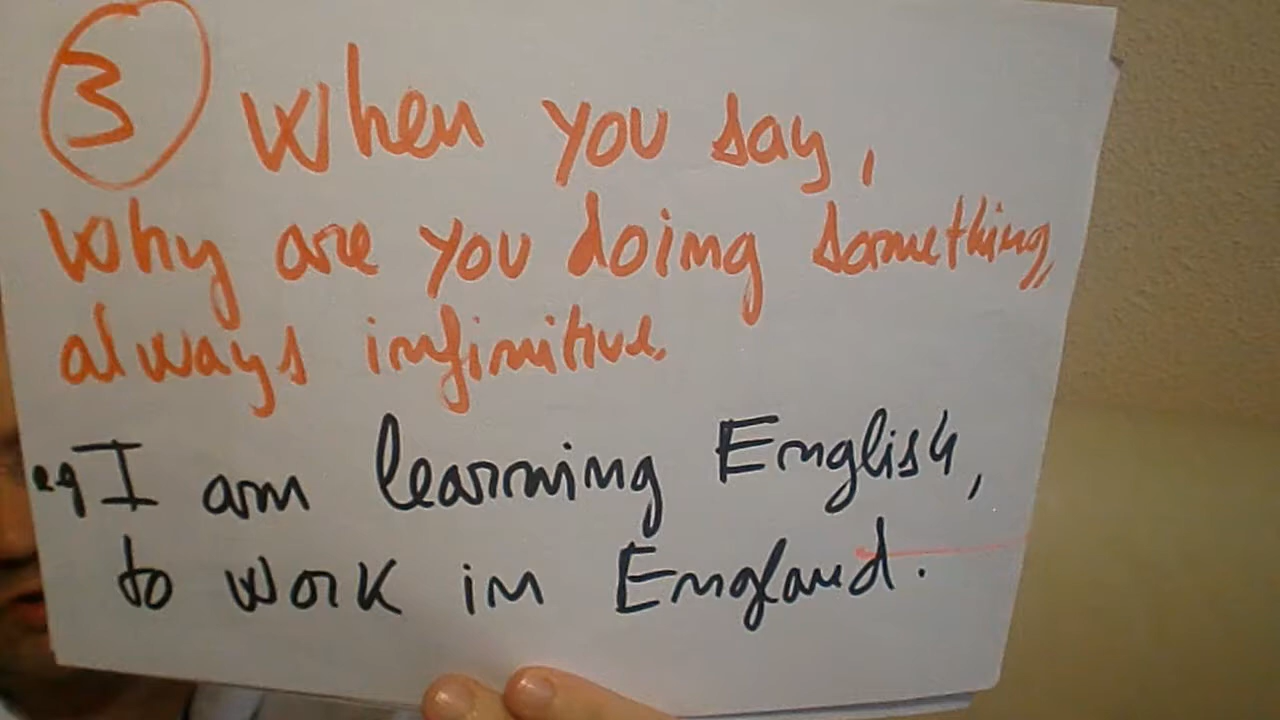 3 When you say,
why are you doing something,
always infinitive.
eg I am learning English,
to work in England.